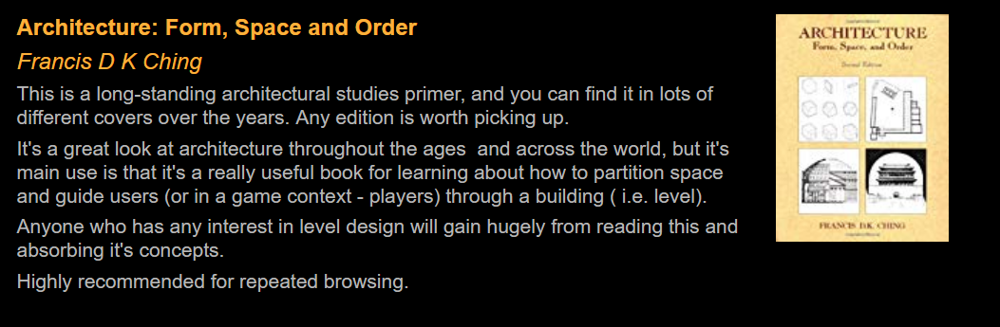 Architecture: Form, Space and Order
Francis D K Ching
This is a long-standing architectural studies primer, and you can find it in lots of
different covers over the years. Any edition is worth picking up.
It's a great look at architecture throughout the ages  and across the world, but it's
main use is that it's a really useful book for learning about how to partition space
and guide users (or in a game context - players) through a building ( i.e. level).
Anyone who has any interest in level design will gain hugely from reading this and
absorbing it's concepts.
Highly recommended for repeated browsing.
ARCHITECTURE
Form, Space, and Order
Second Edition
FRANCIS D.K. CHING